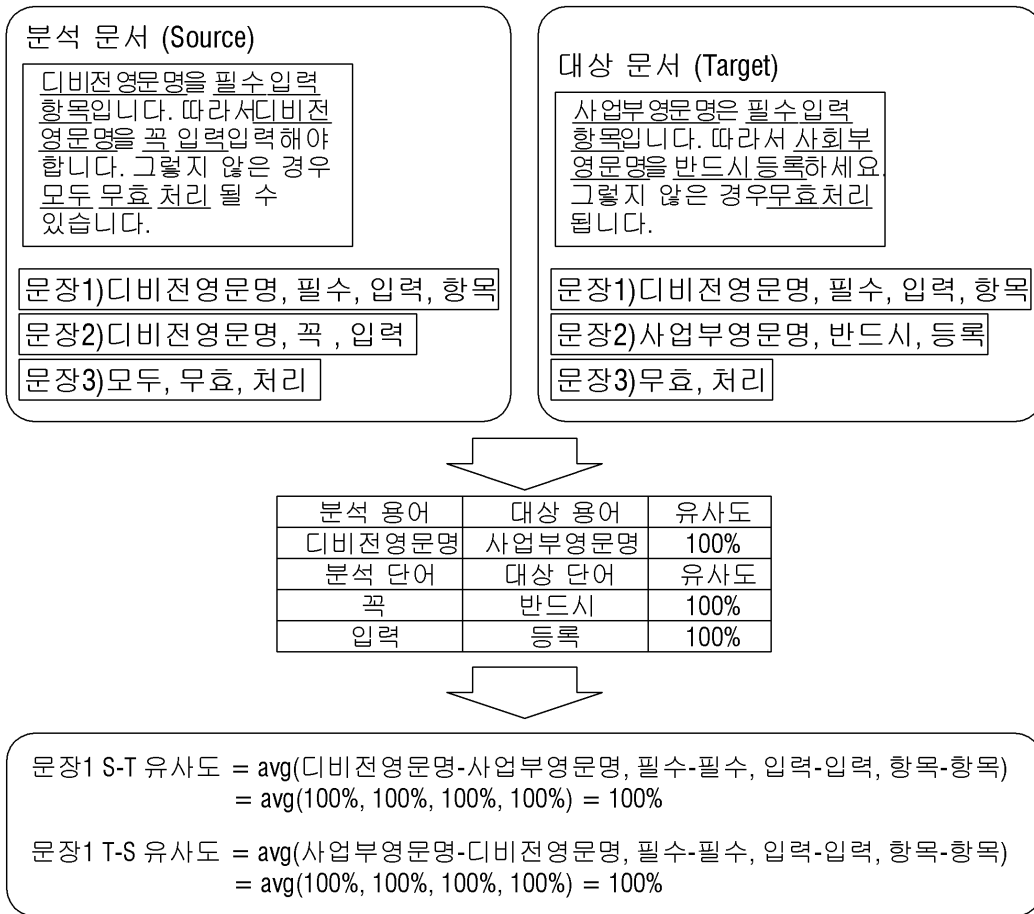 분석 문서 (Source)
디비전영문명을 필수입력
항목입니다. 따라서디비전
영문명을 꼭 입력입력해야
합니다. 그렇지 않은 경우
모두 무효 처리 될 수
있습니다.
문장1)디비전영문명, 필수, 입력, 항목
문장2)디비전영문명, 꼭 , 입력
문장3)모두, 무효, 처리
대상 문서 (Target)
사업부영문명은 필수입력
항목입니다. 따라서 사회부
영문명을 반드시등록하세요.
그렇지 않은 경우무효처리
됩니다.
문장1)디비전영문명, 필수, 입력, 항목
문장2)사업부영문명, 반드시, 등록
문장3)무효, 처리
분석 용어 대상 용어 유사도
디비전영문명 사업부영문명 100%
분석 단어 대상 단어 유사도
꼭 반드시 100%
입력 등록 100%
문장1 S-T 유사도 = avg(디비전영문명-사업부영문명, 필수-필수, 입력-입력, 항목-항목)
= avg(100%, 100%, 100%, 100%) = 100%
문장1 T-S 유사도 = avg(사업부영문명-디비전영문명, 필수-필수, 입력-입력, 항목-항목)
= avg(100%, 100%, 100%, 100%) = 100%